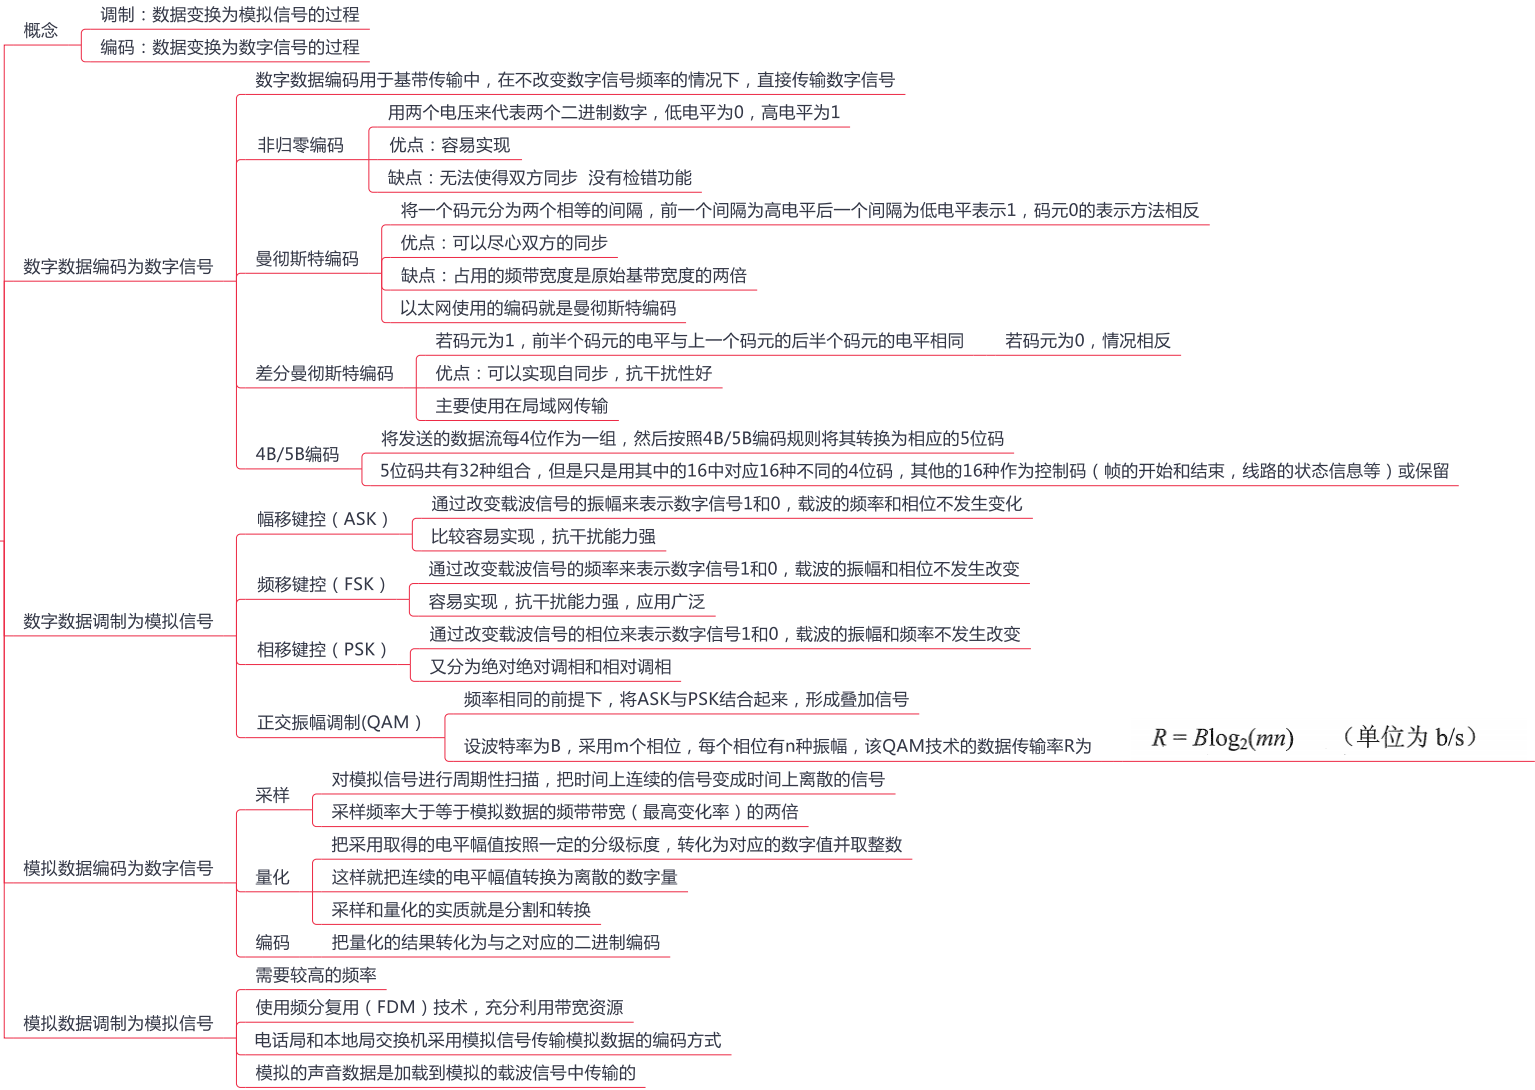 概念
调制：数据变换为模拟信号的过程
编码：数据变换为数字信号的过程
数字数据编码为数字信号
数字数据编码用于基带传输中，在不改变数字信号频率的情况下，直接传输数字信号
非归零编码
用两个电压来代表两个二进制数字，低电平为0，高电平为1
优点：容易实现
缺点：无法使得双方同步 没有检错功能
曼彻斯特编码
将一个码元分为两个相等的间隔，前一个间隔为高电平后一个间隔为低电平表示1，码元0的表示方法相反
优点：可以尽心双方的同步
缺点：占用的频带宽度是原始基带宽度的两倍
以太网使用的编码就是曼彻斯特编码
差分曼彻斯特编码
若码元为1，前半个码元的电平与上一个码元的后半个码元的电平相同 若码元为0，情况相反
优点：可以实现自同步，抗干扰性好
主要使用在局域网传输
4B/5B编码
将发送的数据流每4位作为一组，然后按照4B/5B编码规则将其转换为相应的5位码
5位码共有32种组合，但是只是用其中的16中对应16种不同的4位码，其他的16种作为控制码（帧的开始和结束，线路的状态信息等）或保留
数字数据调制为模拟信号
幅移键控（ASK）
通过改变载波信号的振幅来表示数字信号1和0，载波的频率和相位不发生变化
比较容易实现，抗干扰能力强
频移键控（FSK）
通过改变载波信号的频率来表示数字信号1和0，载波的振幅和相位不发生改变
容易实现，抗干扰能力强，应用广泛
相移键控（PSK）
通过改变载波信号的相位来表示数字信号1和0，载波的振幅和频率不发生改变
又分为绝对绝对调相和相对调相
正交振幅调制(QAM）
频率相同的前提下，将ASK与PSK结合起来，形成叠加信号
设波特率为B，采用m个相位，每个相位有n种振幅，该QAM技术的数据传输率R为 R = Blog₂(mn) （单位为 b/s）
模拟数据编码为数字信号
采样
对模拟信号进行周期性扫描，把时间上连续的信号变成时间上离散的信号
采样频率大于等于模拟数据的频带带宽（最高变化率）的两倍
量化
把采用取得的电平幅值按照一定的分级标度，转化为对应的数字值并取整数
这样就把连续的电平幅值转换为离散的数字量
采样和量化的实质就是分割和转换
编码 把量化的结果转化为与之对应的二进制编码
模拟数据调制为模拟信号
需要较高的频率
使用频分复用（FDM）技术，充分利用带宽资源
电话局和本地局交换机采用模拟信号传输模拟数据的编码方式
模拟的声音数据是加载到模拟的载波信号中传输的